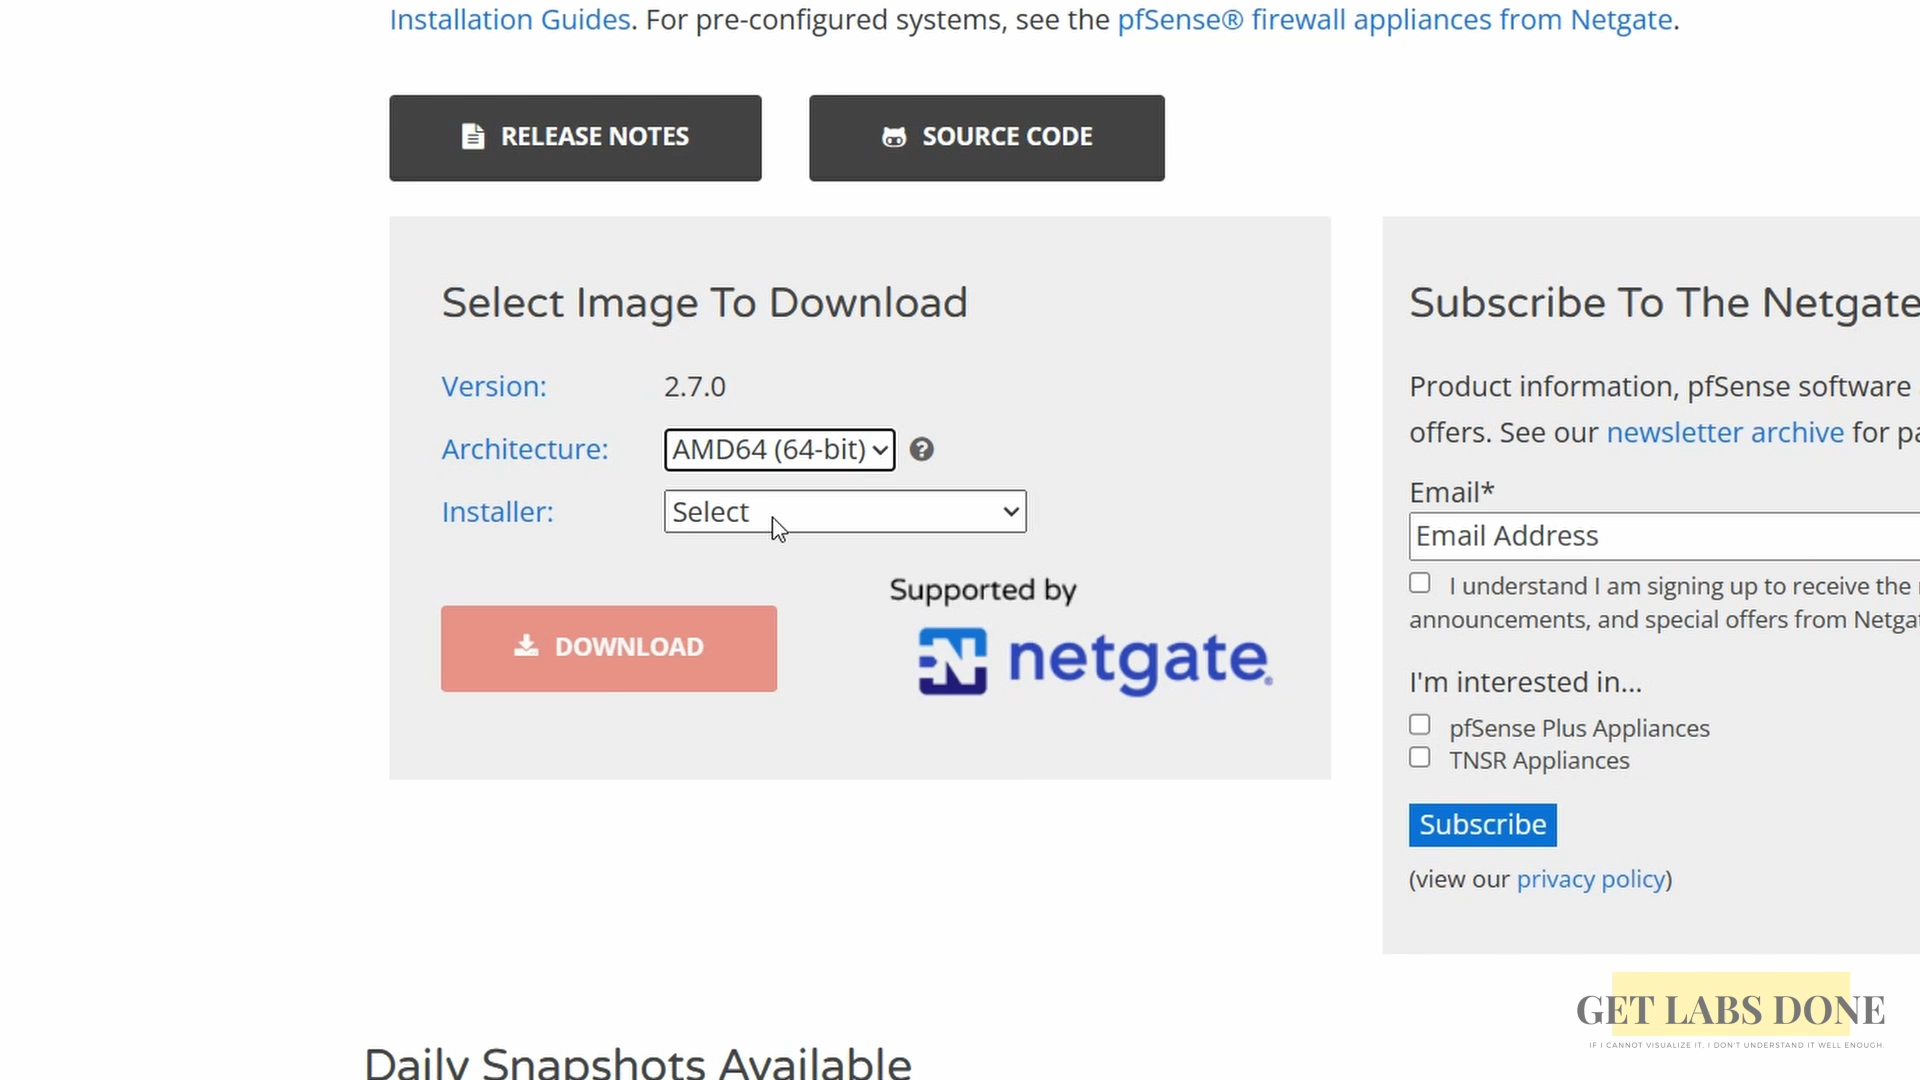 Installation Guides. For pre-configured systems, see the pfSense® firewall appliances from Netgate.
RELEASE NOTES
SOURCE CODE
Select Image To Download
Version: 2.7.0
Architecture: AMD64 (64-bit)
Installer: Select
DOWNLOAD
Supported by
netgate®
Subscribe To The Netgate
Product information, pfSense software
offers. See our newsletter archive for pa
Email*
Email Address
I understand I am signing up to receive the
announcements, and special offers from Netga
I'm interested in...
pfSense Plus Appliances
TNSR Appliances
Subscribe
(view our privacy policy)
GET LABS DONE
IF I CANNOT VISUALIZE IT, I DON'T UNDERSTAND IT WELL ENOUGH.
Daily Snapshots Available